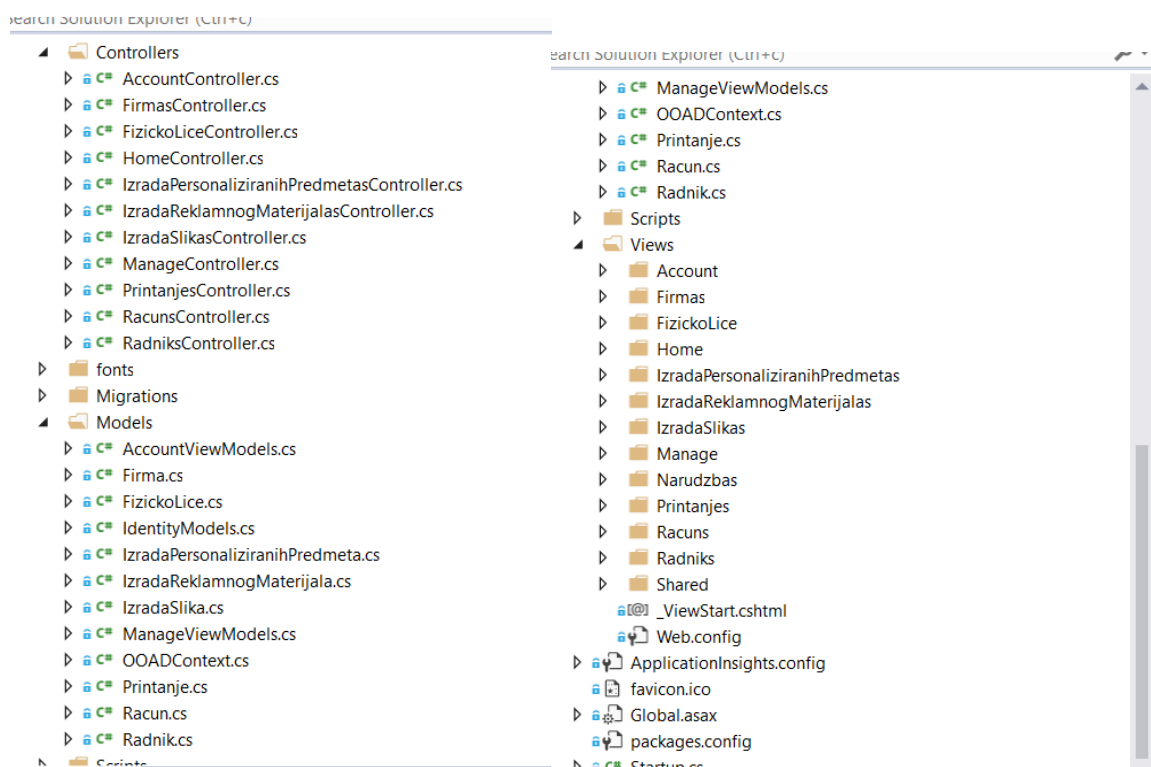 Search Solution Explorer (Ctrl+č)
Controllers
C# AccountController.cs
C# FirmasController.cs
C# FizickoLiceController.cs
C# HomeController.cs
C# IzradaPersonaliziranihPredmetasController.cs
C# IzradaReklamnogMaterijalasController.cs
C# IzradaSlikasController.cs
C# ManageController.cs
C# PrintanjesController.cs
C# RacunsController.cs
C# RadniksController.cs
fonts
Migrations
Models
C# AccountViewModels.cs
C# Firma.cs
C# FizickoLice.cs
C# IdentityModels.cs
C# IzradaPersonaliziranihPredmeta.cs
C# IzradaReklamnogMaterijala.cs
C# IzradaSlika.cs
C# ManageViewModels.cs
C# OOADContext.cs
C# Printanje.cs
C# Racun.cs
C# Radnik.cs
Scripts
earch Solution Explorer (Ctrl+č)
C# ManageViewModels.cs
C# OOADContext.cs
C# Printanje.cs
C# Racun.cs
C# Radnik.cs
Scripts
Views
Account
Firmas
FizickoLice
Home
IzradaPersonaliziranihPredmetas
IzradaReklamnogMaterijalas
IzradaSlikas
Manage
Narudzbas
Printanjes
Racuns
Radniks
Shared
[@] _ViewStart.cshtml
Web.config
ApplicationInsights.config
favicon.ico
Global.asax
packages.config
C# Startup.cs